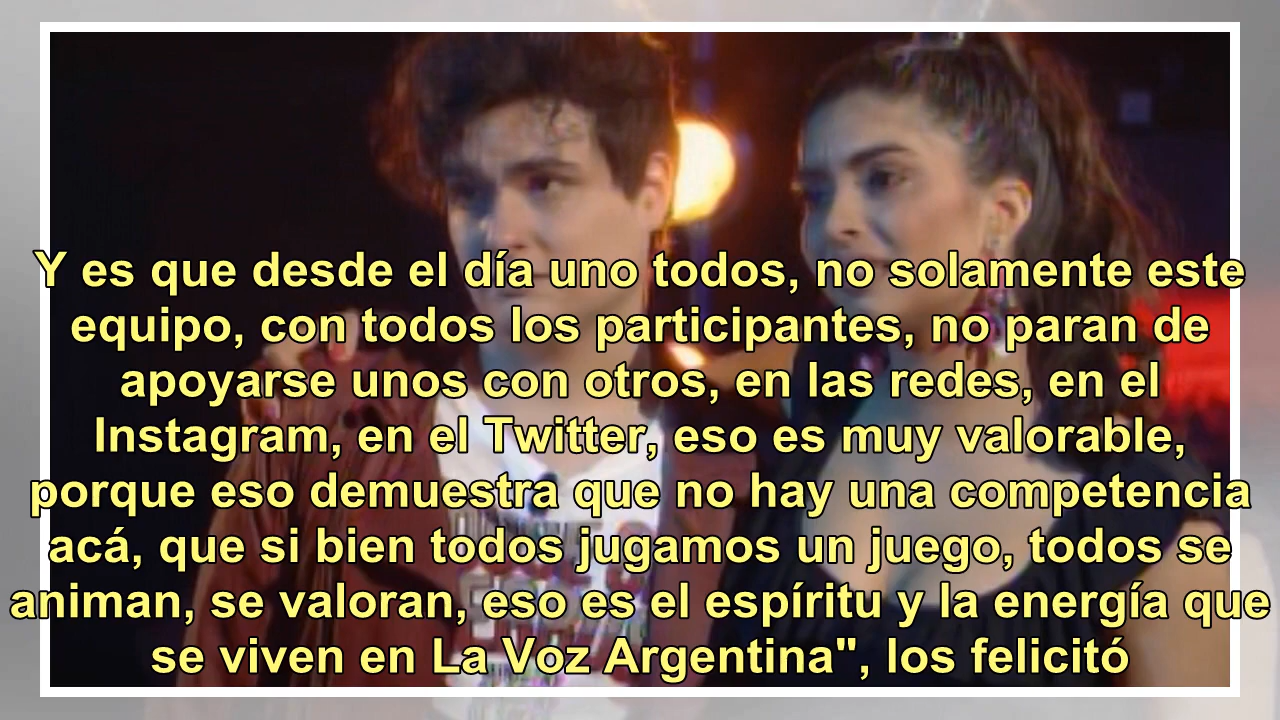 Y es que desde el día uno todos, no solamente este
equipo, con todos los participantes, no paran de
apoyarse unos con otros, en las redes, en el
Instagram, en el Twitter, eso es muy valorable,
porque eso demuestra que no hay una competencia
acá, que si bien todos jugamos un juego, todos se
animan, se valoran, eso es el espíritu y la energía que
se viven en La Voz Argentina", los felicitó